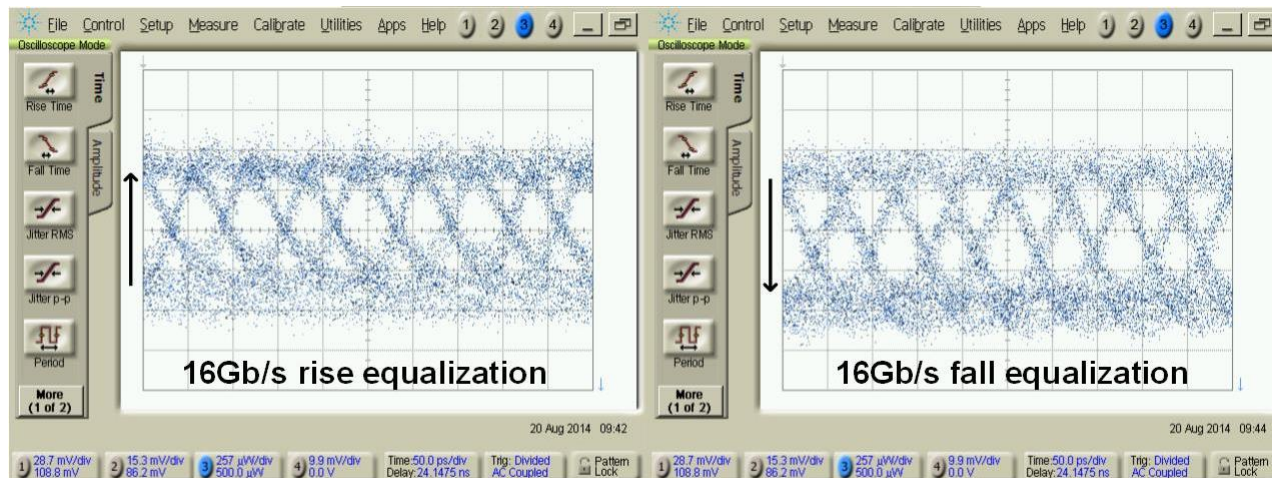 File Control Setup Measure Calibrate Utilities Apps Help 1 2 3 4
Oscilloscope Mode
Time
Amplitude
Rise Time
Fall Time
Jitter RMS
Jitter p-p
Period
More
(1 of 2)
16Gb/s rise equalization
20 Aug 2014 09:42
1) 28.7 mV/div 2) 15.3 mV/div 3) 257 µW/div 4) 9.9 mV/div Time:50.0 ps/div Trig: Divided Pattern
108.8 mV 86.2 mV 500.0 µW 0.0 V Delay:24.1475 ns AC Coupled Lock
File Control Setup Measure Calibrate Utilities Apps Help 1 2 3 4
Oscilloscope Mode
Time
Amplitude
Rise Time
Fall Time
Jitter RMS
Jitter p-p
Period
More
(1 of 2)
16Gb/s fall equalization
20 Aug 2014 09:44
1) 28.7 mV/div 2) 15.3 mV/div 3) 257 µW/div 4) 9.9 mV/div Time:50.0 ps/div Trig: Divided Pattern
108.8 mV 86.2 mV 500.0 µW 0.0 V Delay:24.1475 ns AC Coupled Lock